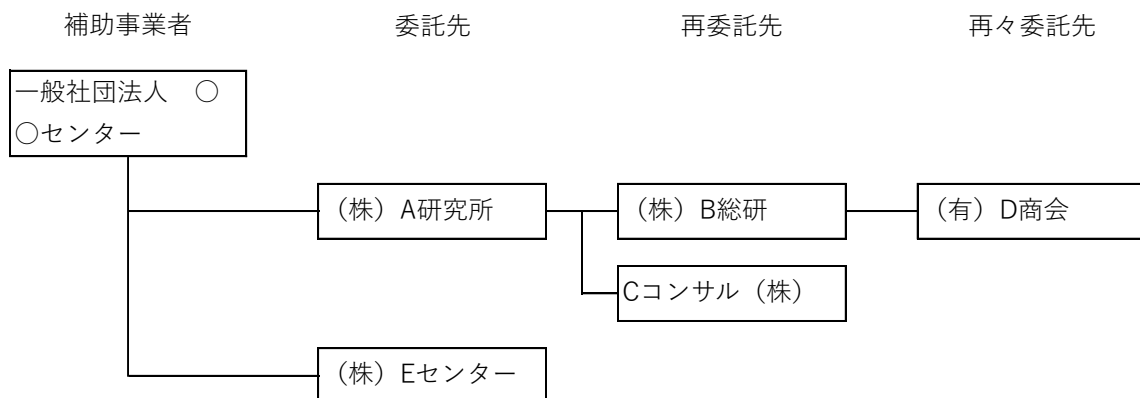 補助事業者 委託先 再委託先 再々委託先
一般社団法人　○
○センター
（株）A研究所 （株）B総研 （有）D商会
Cコンサル（株）
（株）Eセンター